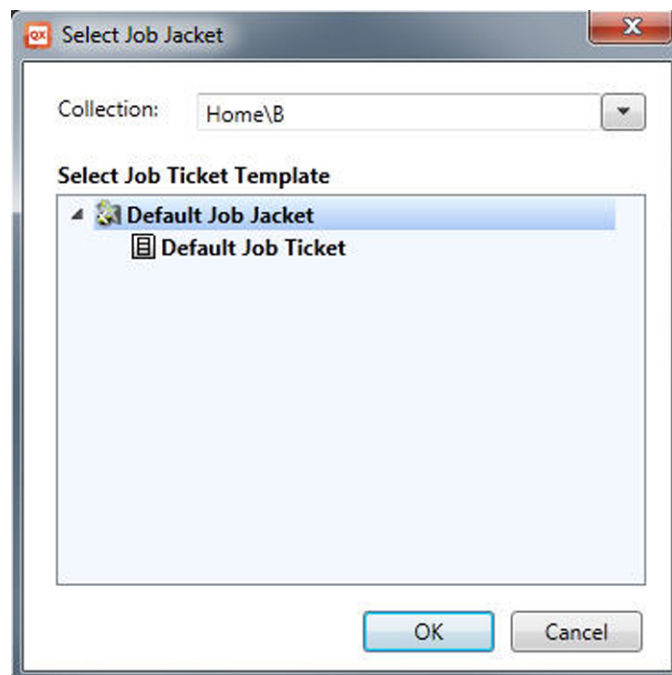 QX Select Job Jacket
Collection: Home\B
Select Job Ticket Template
Default Job Jacket
Default Job Ticket
OK Cancel